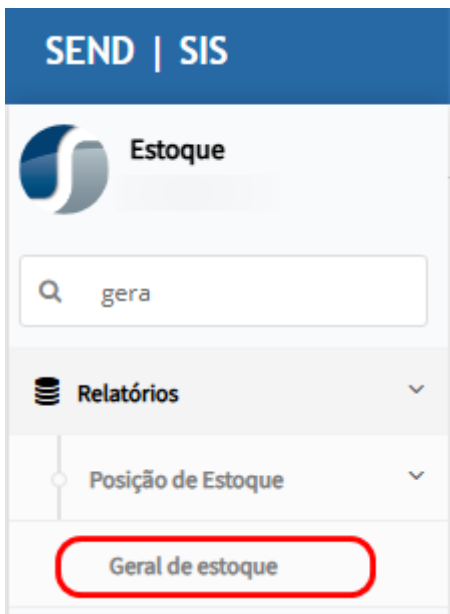 SEND | SIS
Estoque
gera
Relatórios
Posição de Estoque
Geral de estoque